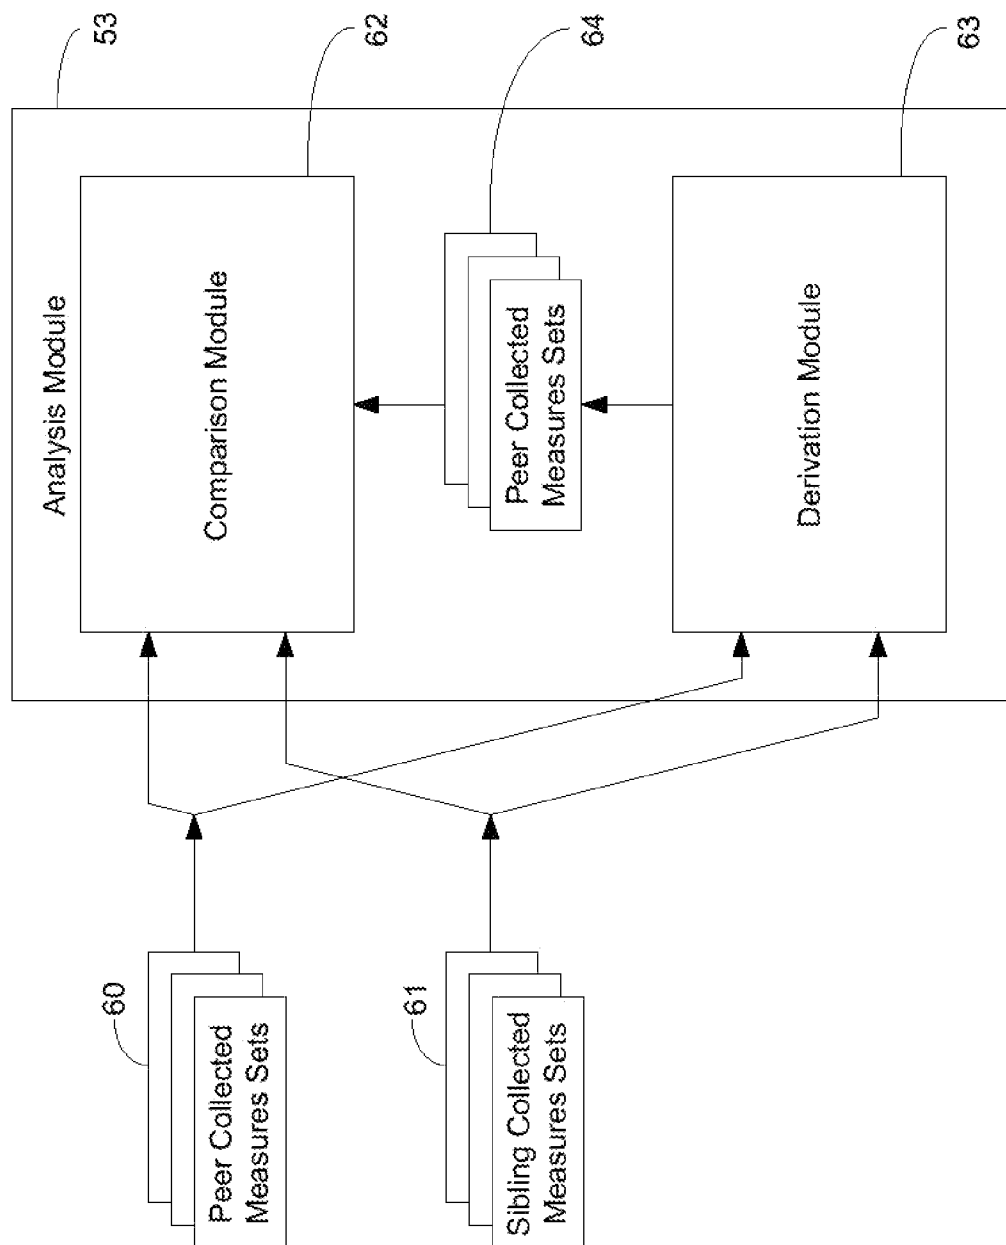 53
62
64
63
Analysis Module
Comparison Module
Peer Collected
Measures Sets
Derivation Module
60
Peer Collected
Measures Sets
61
Sibling Collected
Measures Sets